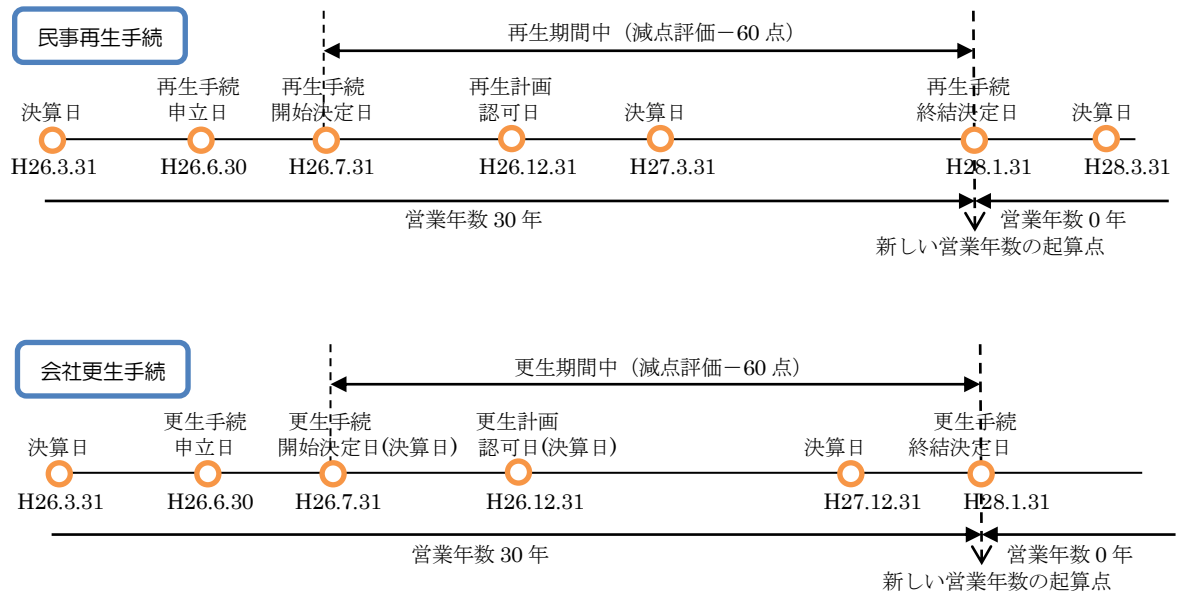 民事再生手続
再生期間中（減点評価－60 点）
決算日
再生手続
申立日
再生手続
開始決定日
再生計画
認可日
決算日
再生手続
終結決定日
決算日
H26.3.31
H26.6.30
H26.7.31
H26.12.31
H27.3.31
H28.1.31
H28.3.31
営業年数 30 年
営業年数 0 年
新しい営業年数の起算点
会社更生手続
更生期間中（減点評価－60 点）
決算日
更生手続
申立日
更生手続
開始決定日(決算日)
更生計画
認可日(決算日)
決算日
更生手続
終結決定日
H26.3.31
H26.6.30
H26.7.31
H26.12.31
H27.12.31
H28.1.31
営業年数 30 年
営業年数 0 年
新しい営業年数の起算点